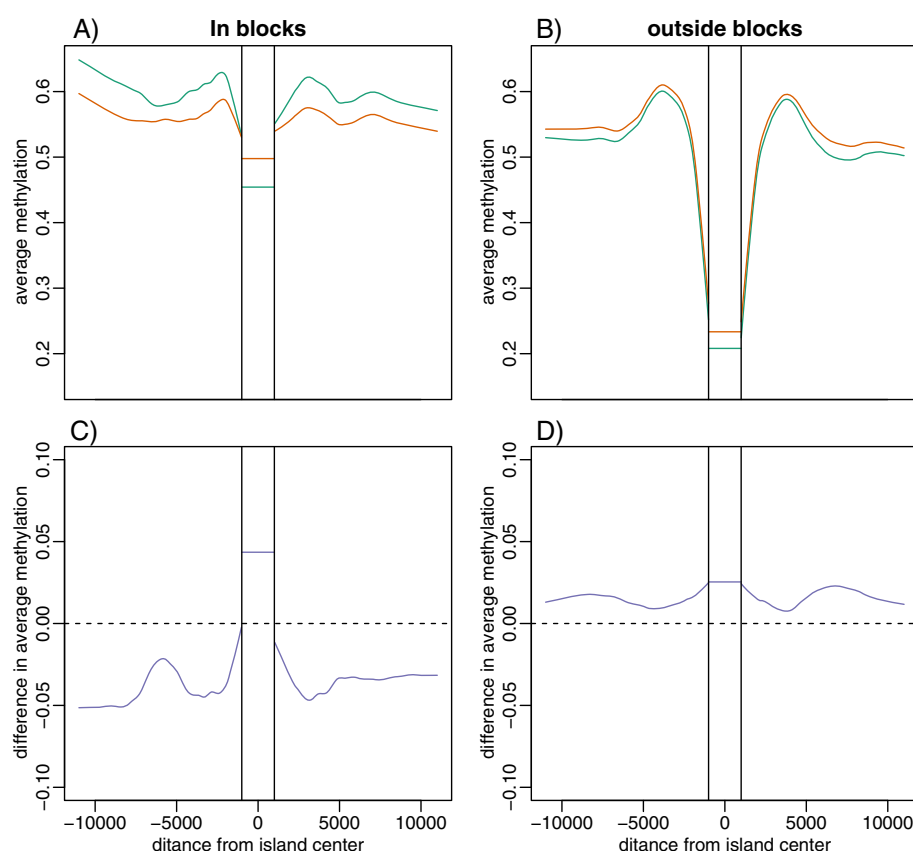 A)
In blocks
B)
outside blocks
average methylation
0.2
0.3
0.4
0.5
0.6
average methylation
0.2
0.3
0.4
0.5
0.6
C)
D)
difference in average methylation
−0.10
−0.05
0.00
0.05
0.10
difference in average methylation
−0.10
−0.05
0.00
0.05
0.10
−10000
−5000
0
5000
10000
ditance from island center
−10000
−5000
0
5000
10000
ditance from island center